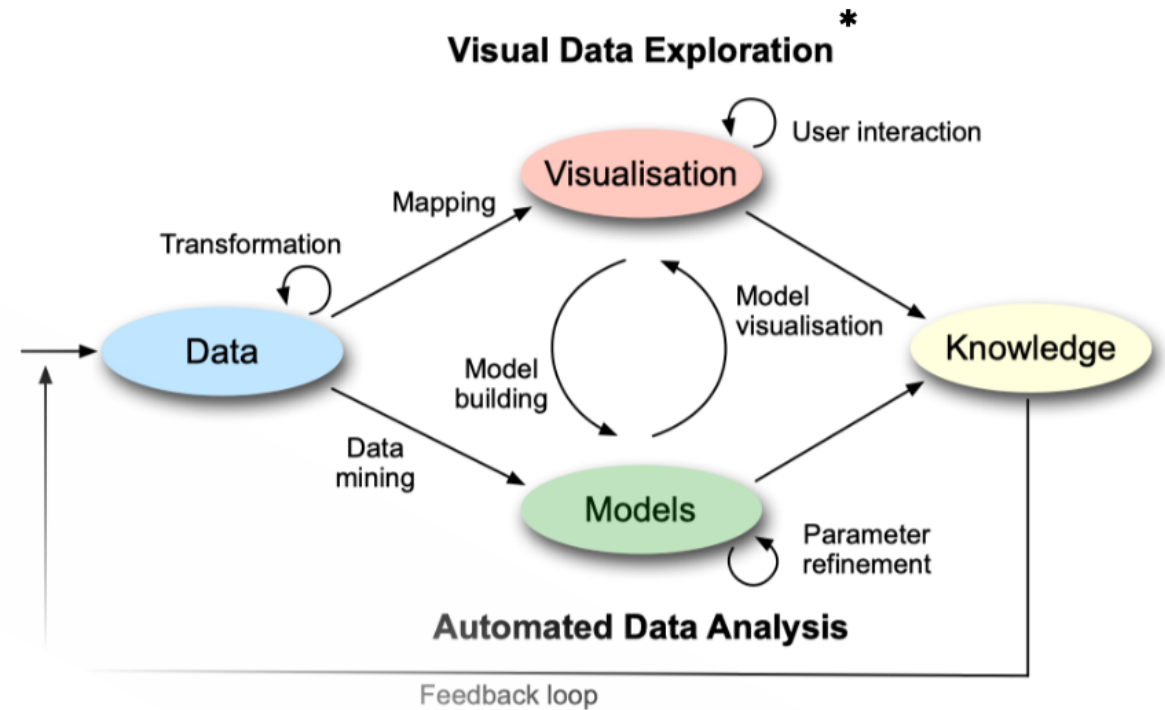 *
Visual Data Exploration
User interaction
Visualisation
Mapping
Transformation
Data
Model
visualisation
Knowledge
Model
building
Data
mining
Models
Parameter
refinement
Automated Data Analysis
Feedback loop